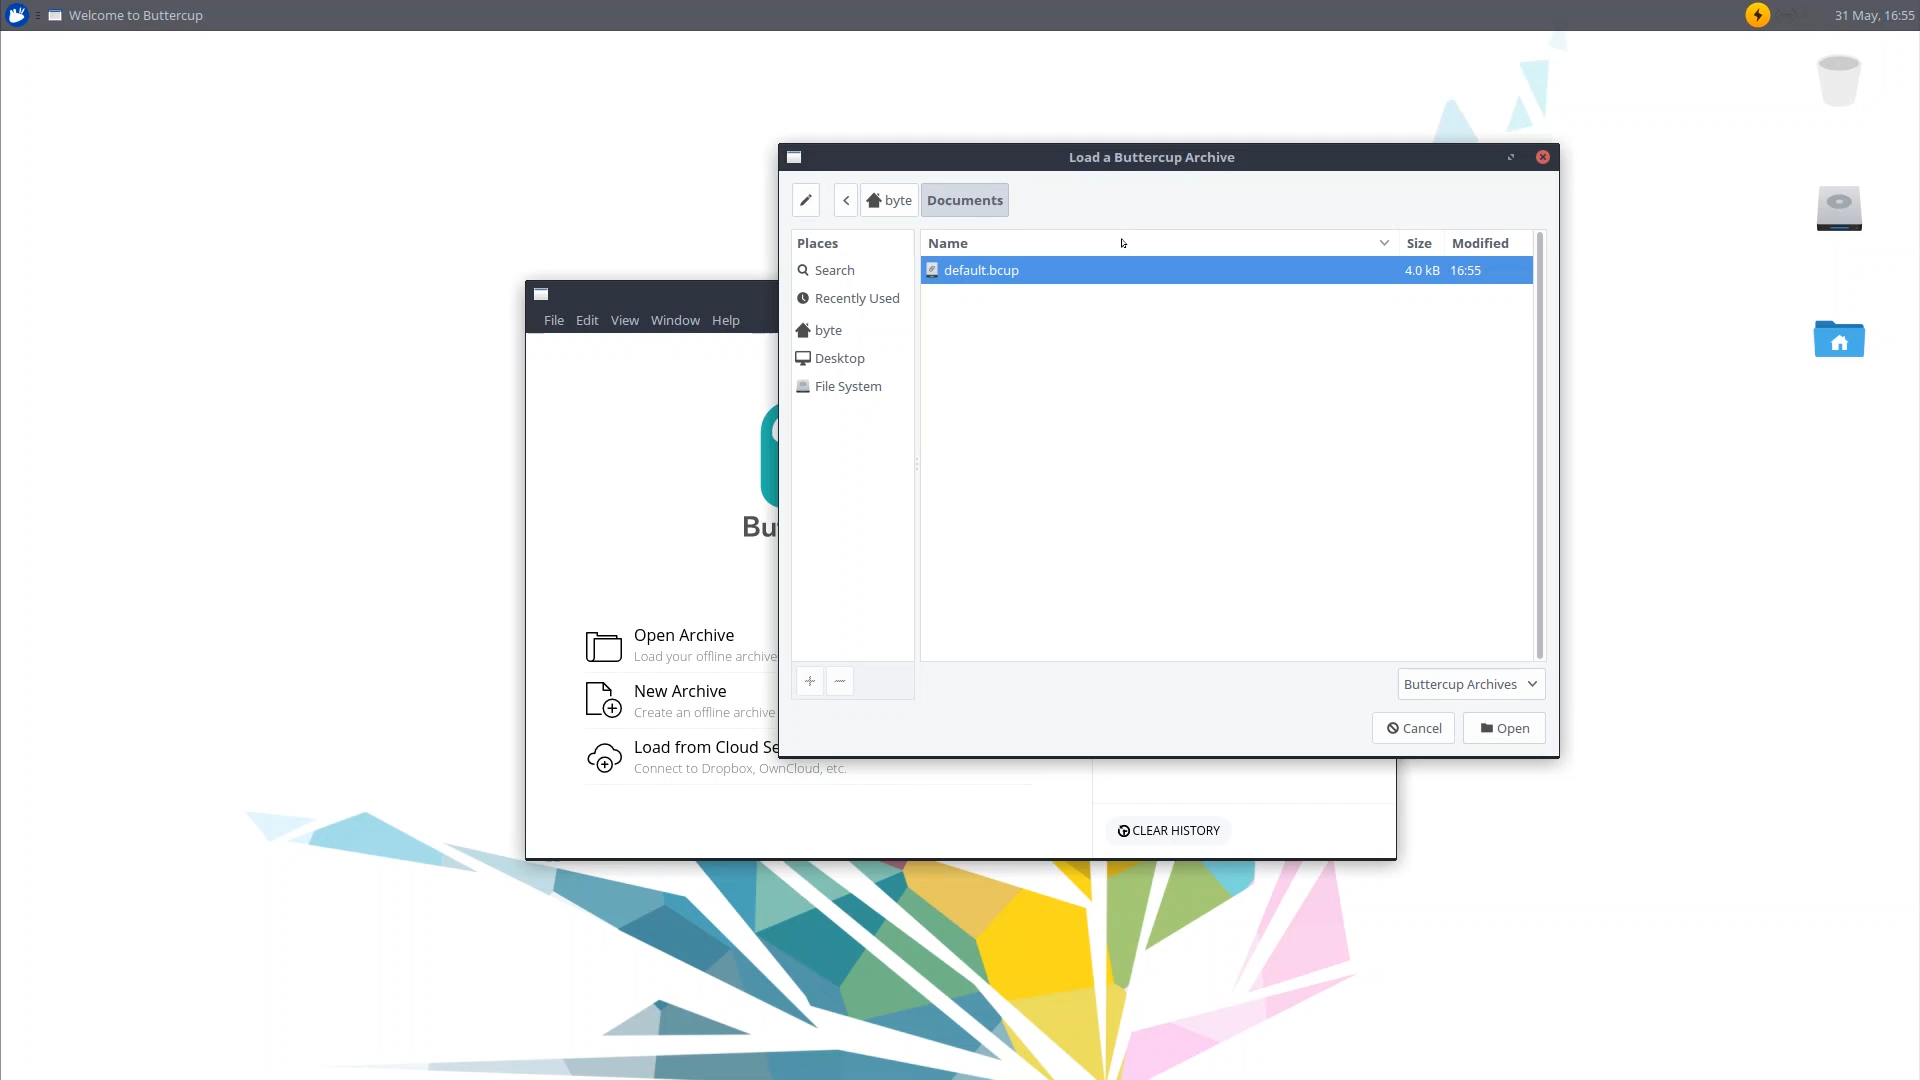 Welcome to Buttercup
31 May, 16:55
Load a Buttercup Archive
byte
Documents
Places
Search
Recently Used
byte
Desktop
File System
Name
Size
Modified
default.bcup
4.0 kB
16:55
Buttercup Archives
Cancel
Open
File
Edit
View
Window
Help
Open Archive
Load your offline archive
New Archive
Create an offline archive
Load from Cloud Se
Connect to Dropbox, OwnCloud, etc.
CLEAR HISTORY